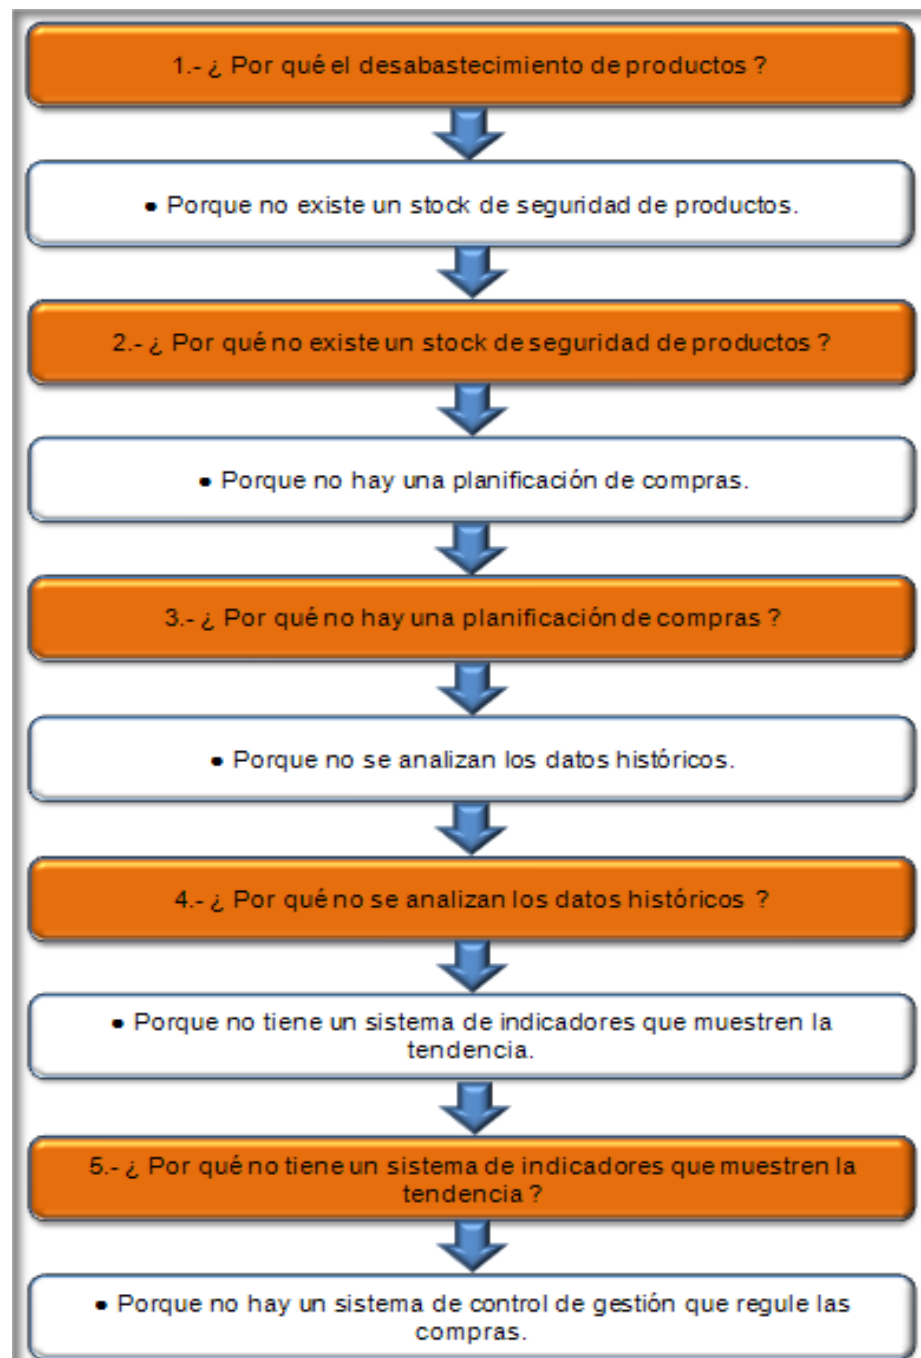 1.- ¿ Por qué el desabastecimiento de productos ?
• Porque no existe un stock de seguridad de productos.
2.- ¿ Por qué no existe un stock de seguridad de productos ?
• Porque no hay una planificación de compras.
3.- ¿ Por qué no hay una planificación de compras ?
• Porque no se analizan los datos históricos.
4.- ¿ Por qué no se analizan los datos históricos ?
• Porque no tiene un sistema de indicadores que muestren la
tendencia.
5.- ¿ Por qué no tiene un sistema de indicadores que muestren la
tendencia ?
• Porque no hay un sistema de control de gestión que regule las
compras.